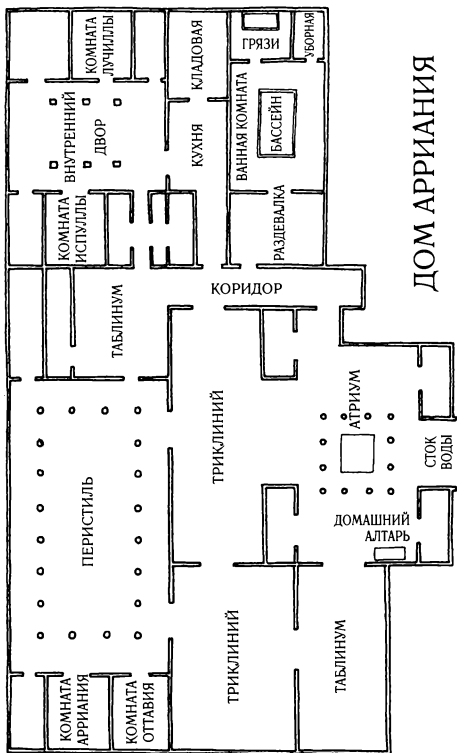 ДОМ АРРИАНИЯ
КОМНАТА
ЛУЧИЛЛЫ
КЛАДОВАЯ
ГРЯЗИ
УБОРНАЯ
ВНУТРЕННИЙ
ДВОР
КУХНЯ
ВАННАЯ КОМНАТА
БАССЕЙН
КОМНАТА
ИСПУЛЛЫ
РАЗДЕВАЛКА
ТАБЛИНУМ
КОРИДОР
ТРИКЛИНИЙ
АТРИУМ
СТОК
ВОДЫ
ПЕРИСТИЛЬ
ДОМАШНИЙ
АЛТАРЬ
ТРИКЛИНИЙ
ТАБЛИНУМ
КОМНАТА
АРРИАНИЯ
КОМНАТА
ОТТАВИЯ